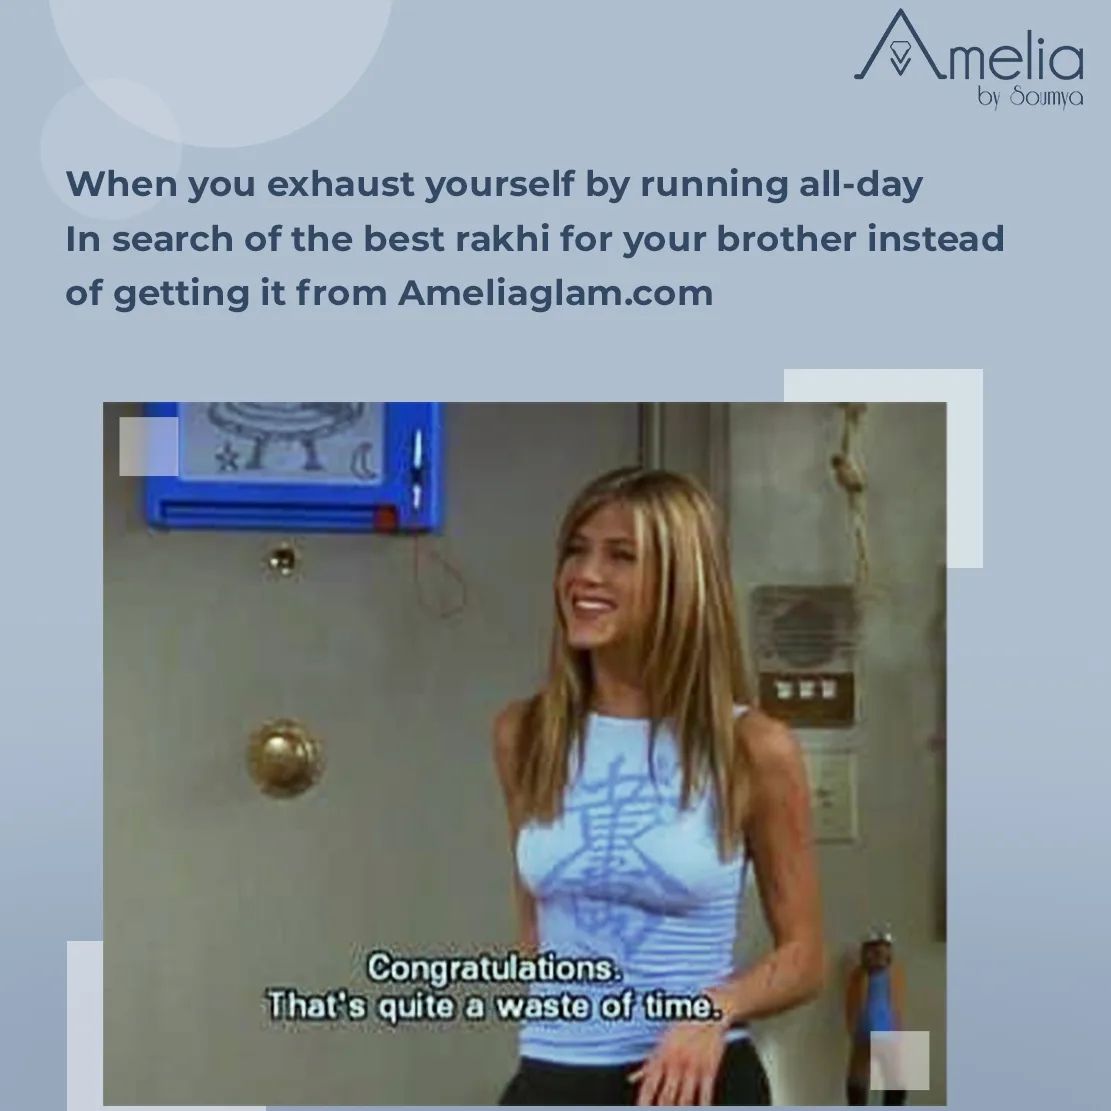 Amelia
by Soumya
When you exhaust yourself by running all-day
In search of the best rakhi for your brother instead
of getting it from Ameliaglam.com
Congratulations.
That's quite a waste of time.